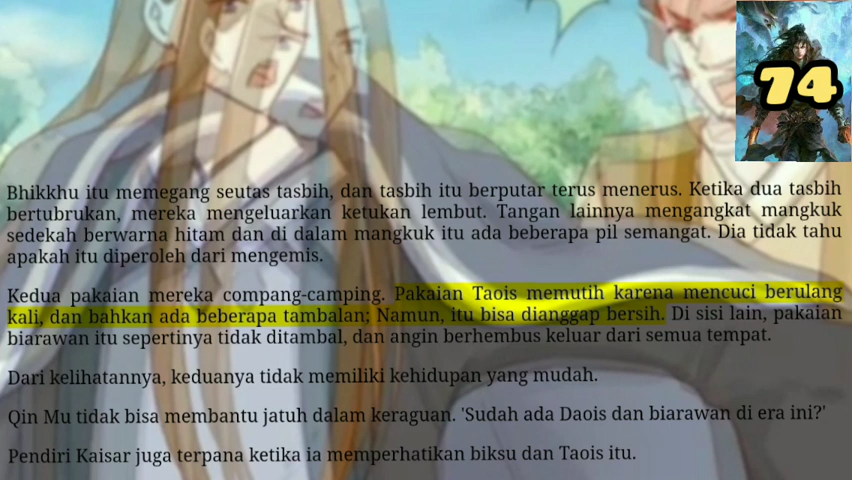 74
Bhikkhu itu memegang seutas tasbih, dan tasbih itu berputar terus menerus. Ketika dua tasbih
bertubrukan, mereka mengeluarkan ketukan lembut. Tangan lainnya mengangkat mangkuk
sedekah berwarna hitam dan di dalam mangkuk itu ada beberapa pil semangat. Dia tidak tahu
apakah itu diperoleh dari mengemis.
Kedua pakaian mereka compang-camping. Pakaian Taois memutih karena mencuci berulang
kali, dan bahkan ada beberapa tambalan; Namun, itu bisa dianggap bersih. Di sisi lain, pakaian
biarawan itu sepertinya tidak ditambal, dan angin berhembus keluar dari semua tempat.
Dari kelihatannya, keduanya tidak memiliki kehidupan yang mudah.
Qin Mu tidak bisa membantu jatuh dalam keraguan. 'Sudah ada Daois dan biarawan di era ini?'
Pendiri Kaisar juga terpana ketika ia memperhatikan biksu dan Taois itu.